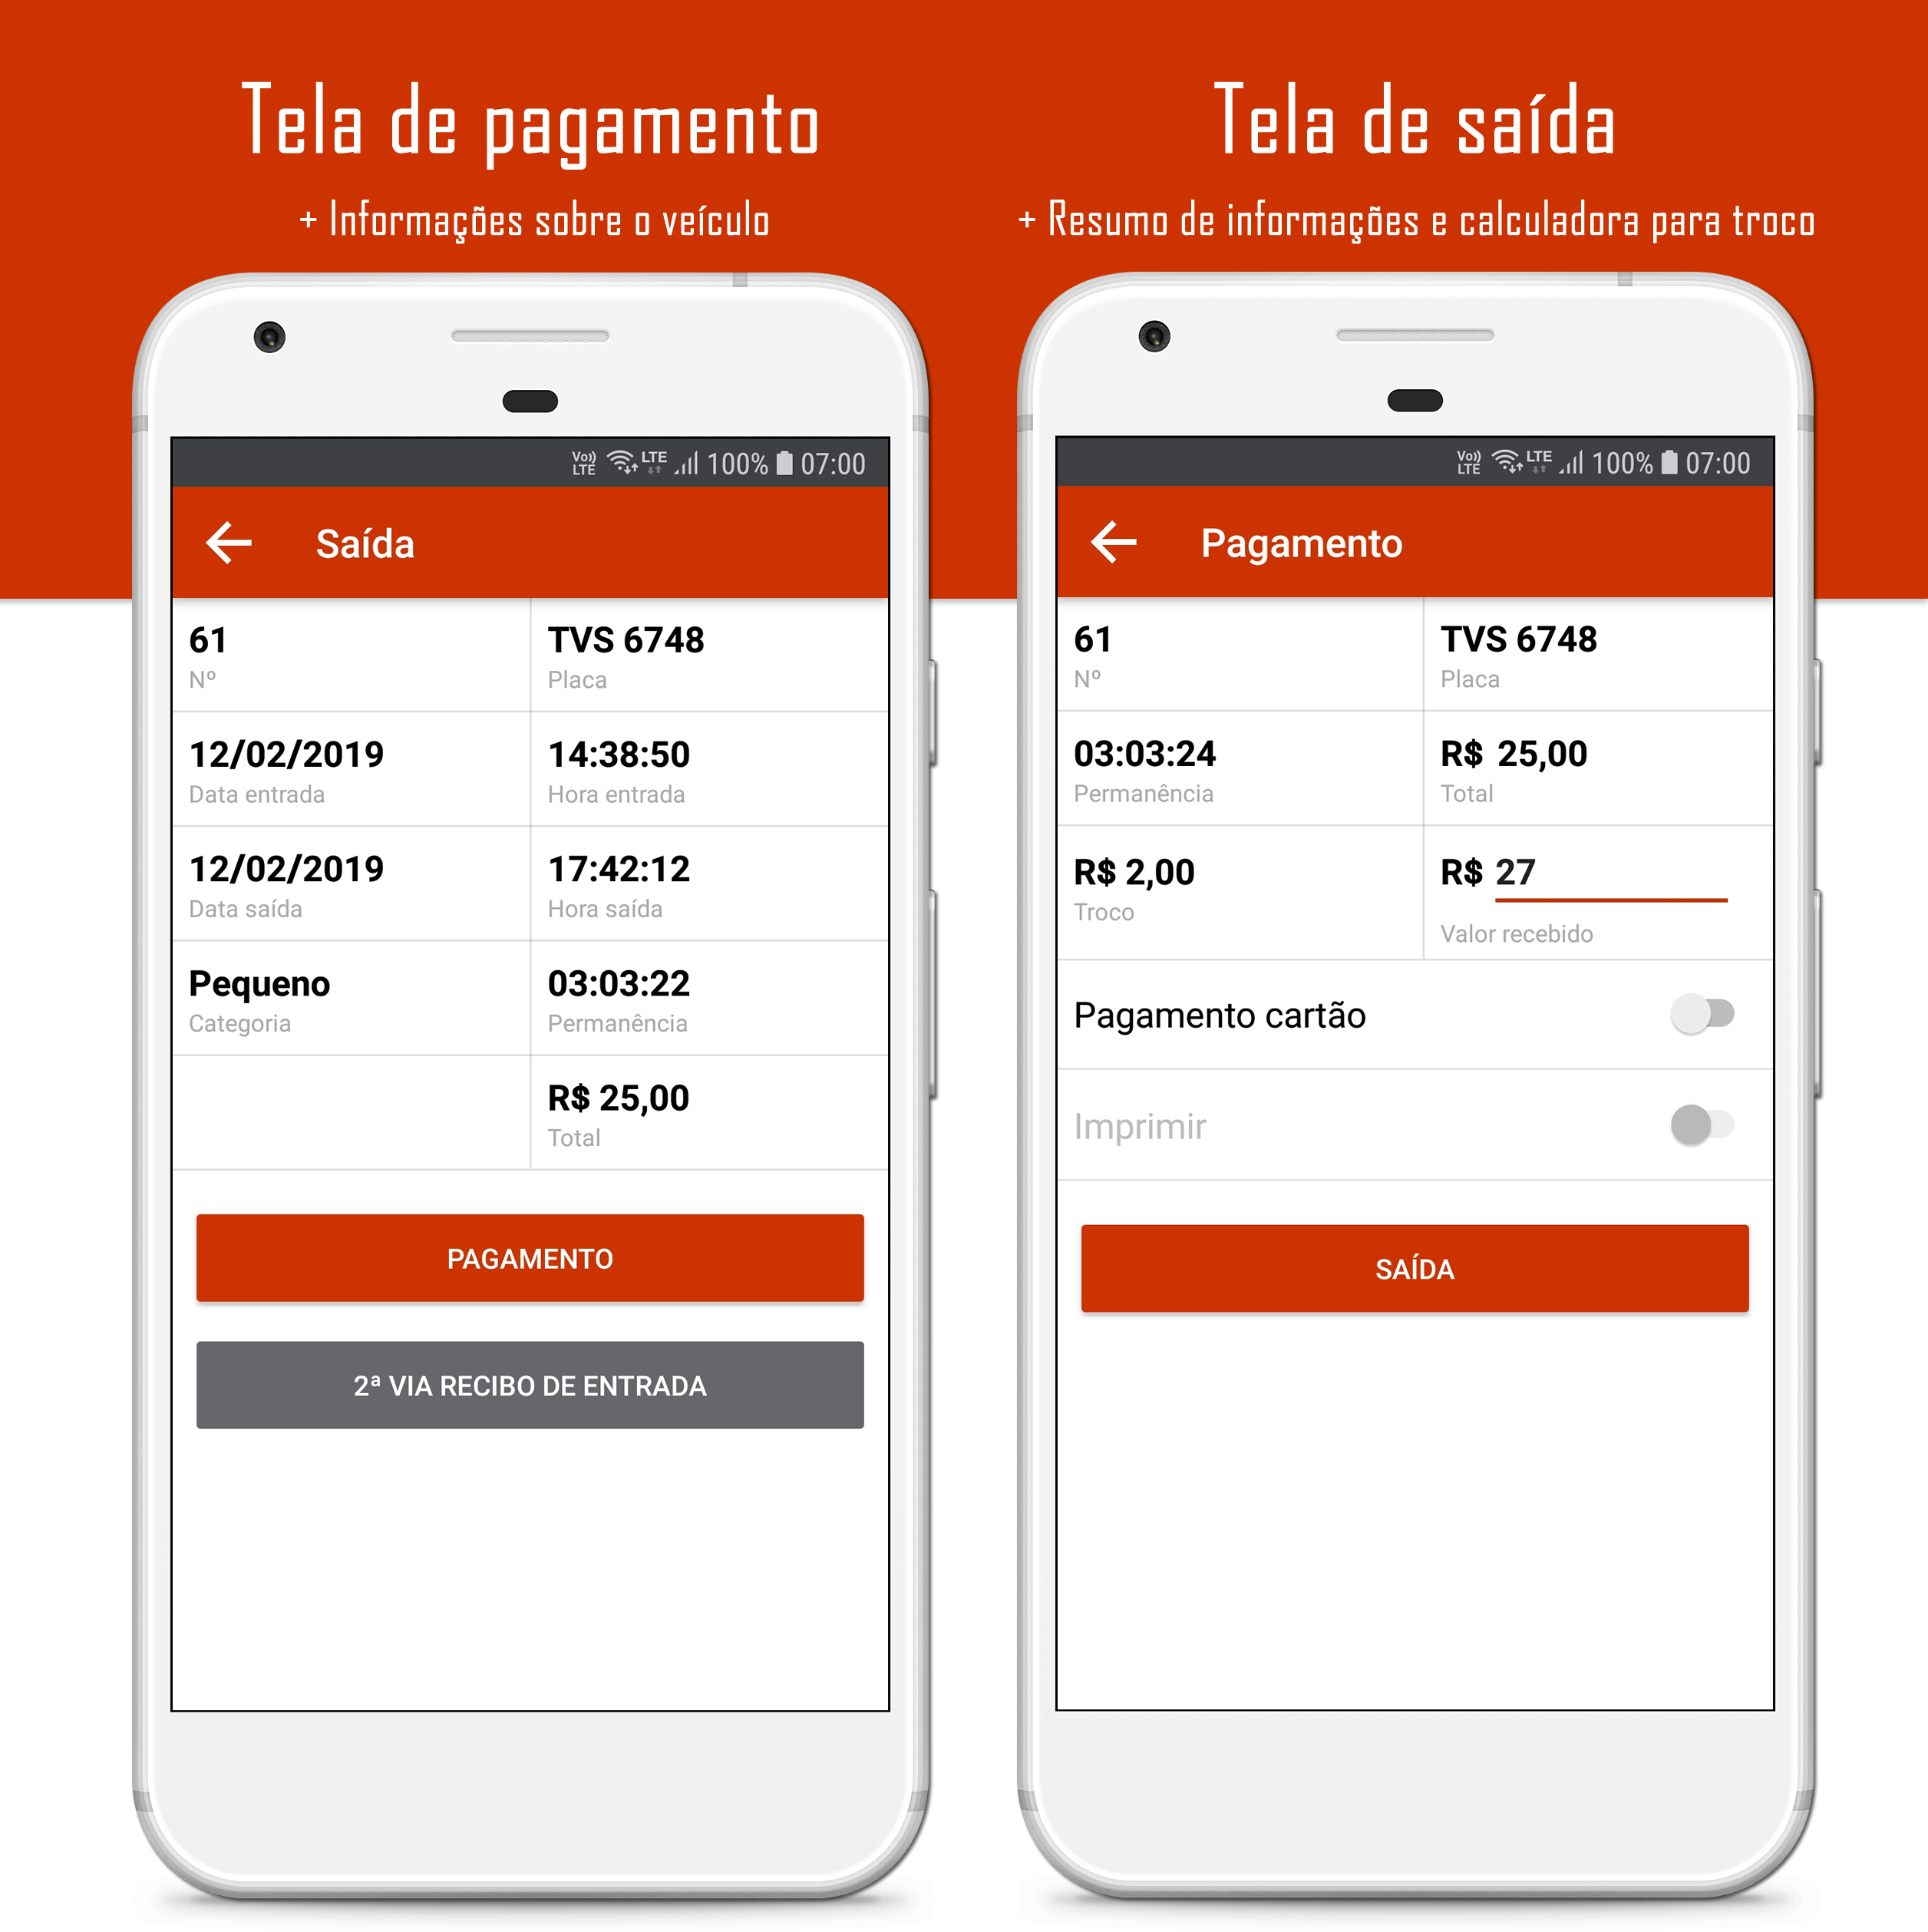 Tela de pagamento
+ Informações sobre o veículo
Vo)) LTE LTE 100% 07:00
Saída
61
Nº
TVS 6748
Placa
12/02/2019
Data entrada
14:38:50
Hora entrada
12/02/2019
Data saída
17:42:12
Hora saída
Pequeno
Categoria
03:03:22
Permanência
R$ 25,00
Total
PAGAMENTO
2ª VIA RECIBO DE ENTRADA
Tela de saída
+ Resumo de informações e calculadora para troco
Vo)) LTE LTE 100% 07:00
Pagamento
61
Nº
TVS 6748
Placa
03:03:24
Permanência
R$ 25,00
Total
R$ 2,00
Troco
R$ 27
Valor recebido
Pagamento cartão
Imprimir
SAÍDA